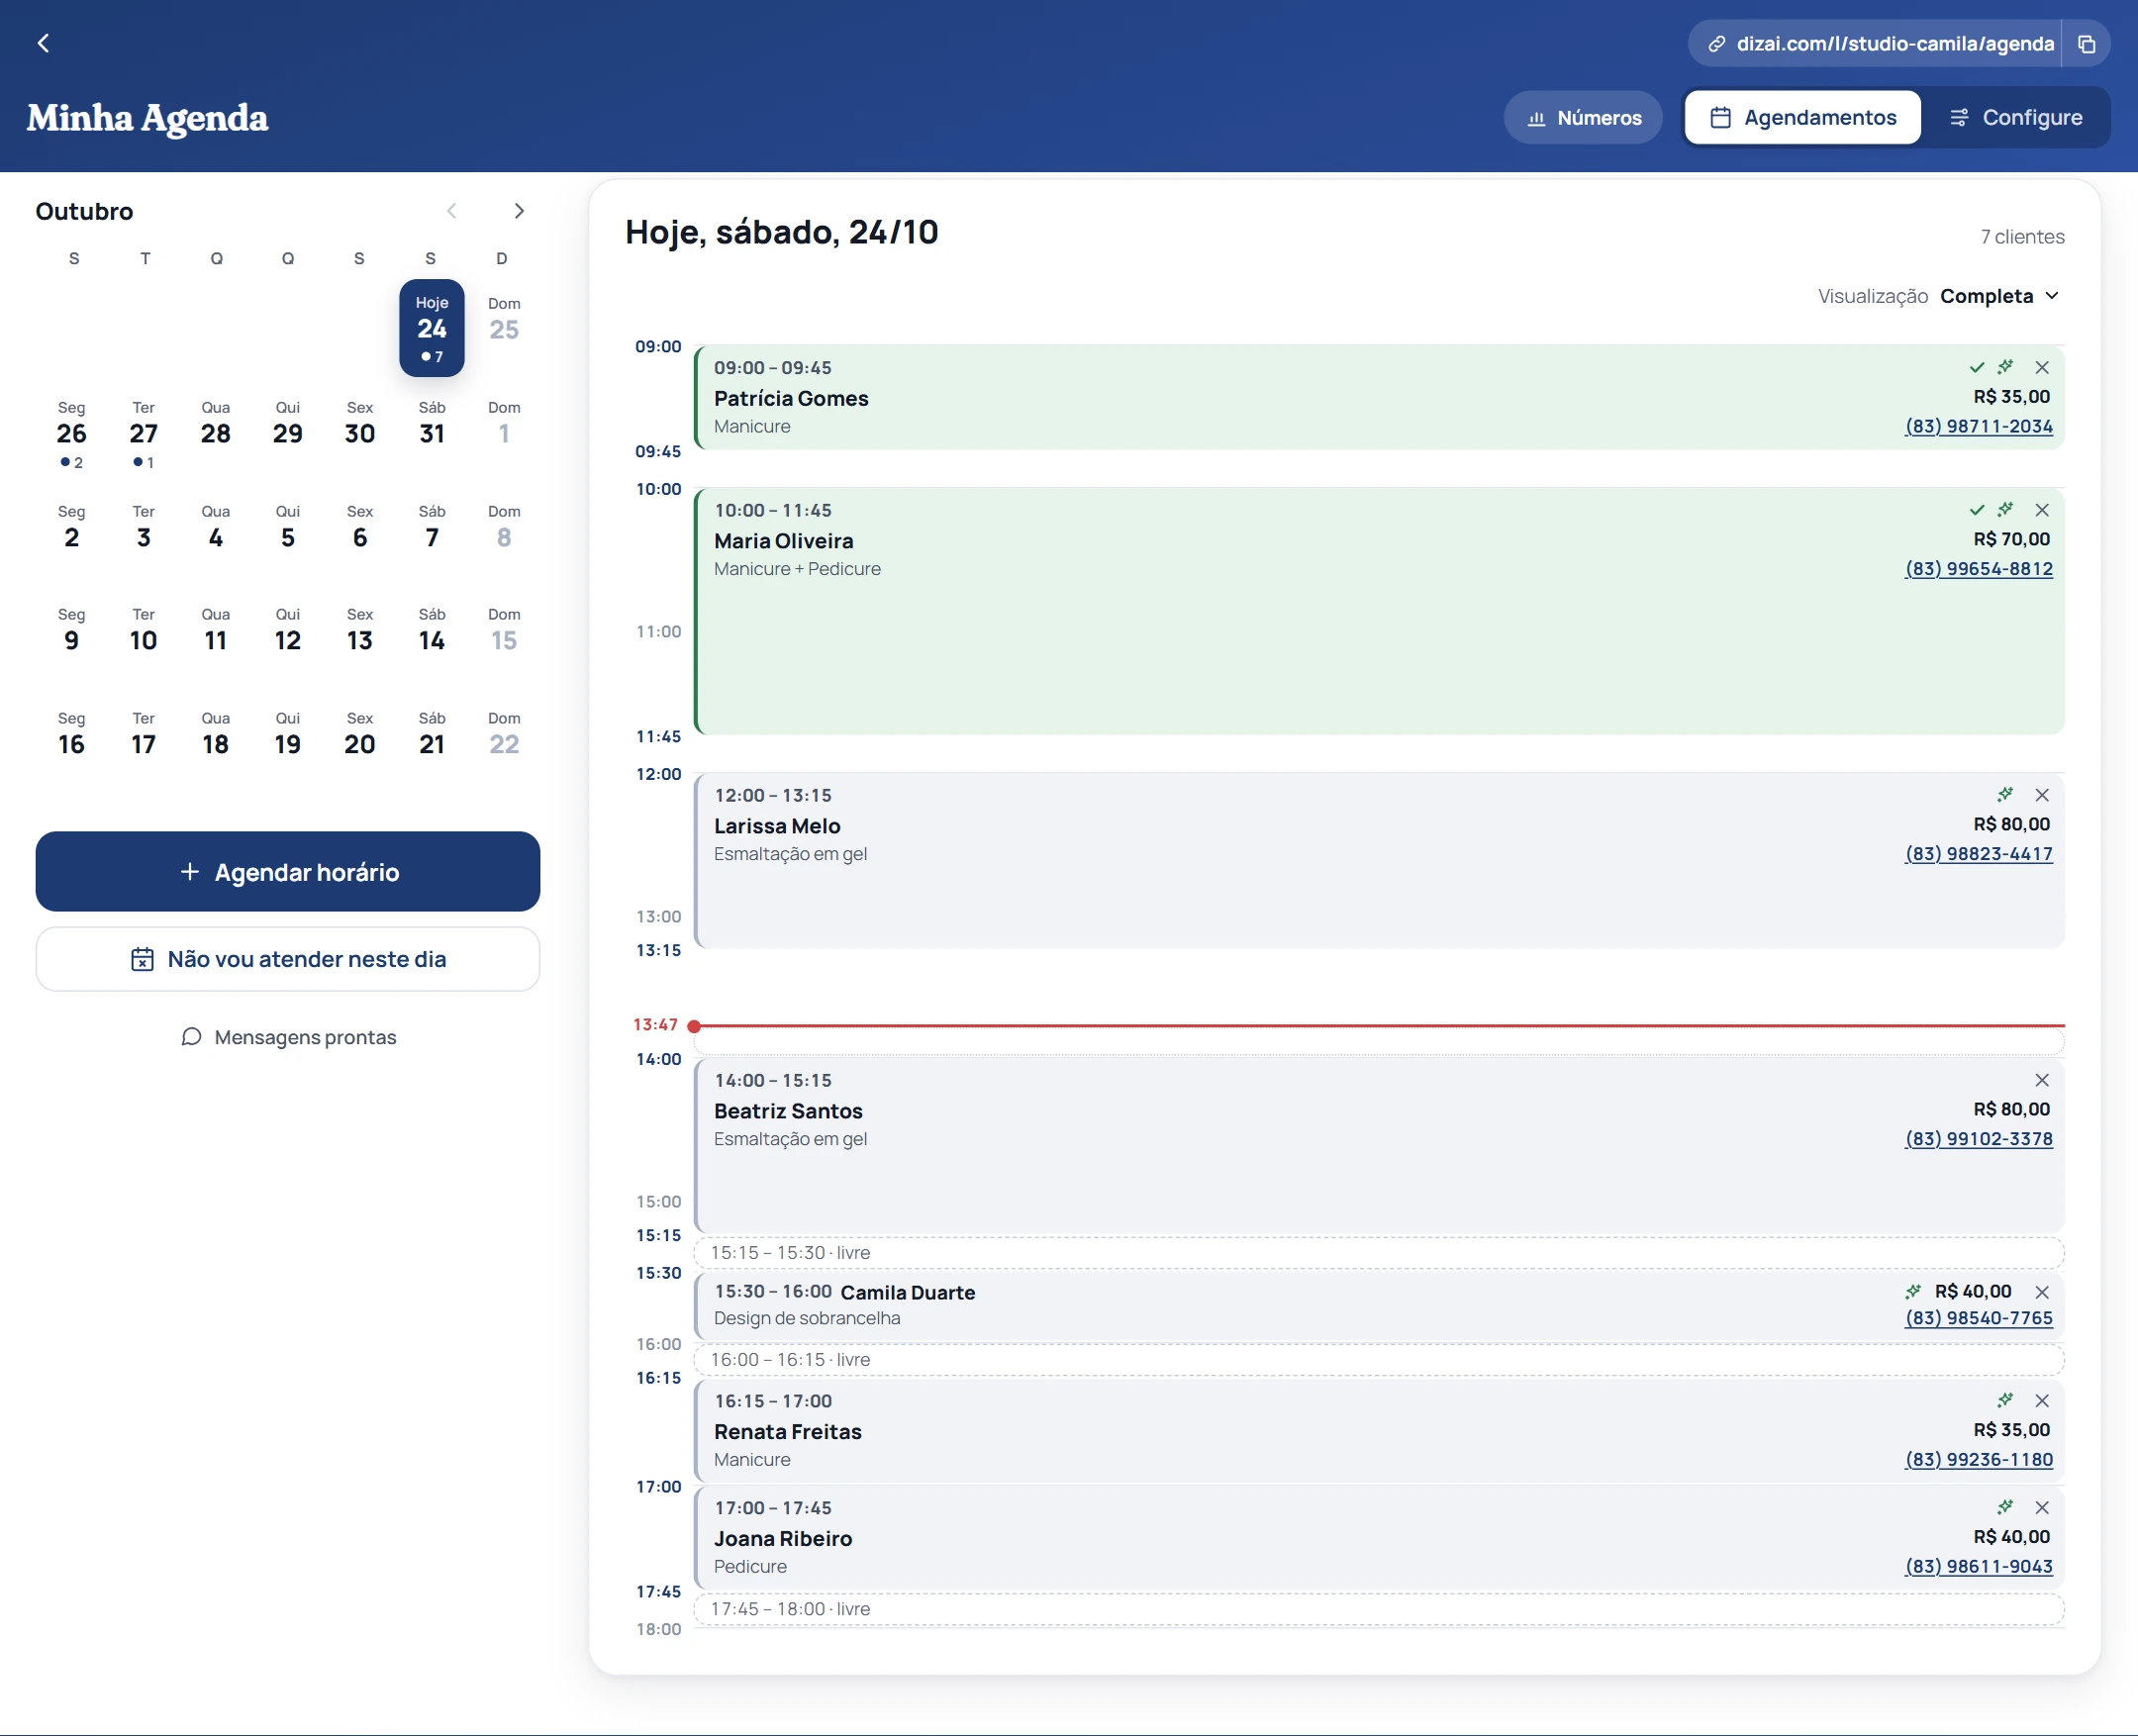 dizai.com/l/studio-camila/agenda
Minha Agenda
Números
Agendamentos
Configure
Outubro
S T Q Q S S D
Hoje Dom
24 25
7
Seg Ter Qua Qui Sex Sáb Dom
26 27 28 29 30 31 1
2 1
Seg Ter Qua Qui Sex Sáb Dom
2 3 4 5 6 7 8
Seg Ter Qua Qui Sex Sáb Dom
9 10 11 12 13 14 15
Seg Ter Qua Qui Sex Sáb Dom
16 17 18 19 20 21 22
+ Agendar horário
Não vou atender neste dia
Mensagens prontas
Hoje, sábado, 24/10
7 clientes
Visualização Completa
09:00
09:00 – 09:45
Patrícia Gomes
R$ 35,00
Manicure
(83) 98711-2034
09:45
10:00
10:00 – 11:45
Maria Oliveira
R$ 70,00
Manicure + Pedicure
(83) 99654-8812
11:00
11:45
12:00
12:00 – 13:15
Larissa Melo
R$ 80,00
Esmaltação em gel
(83) 98823-4417
13:00
13:15
13:47
14:00
14:00 – 15:15
Beatriz Santos
R$ 80,00
Esmaltação em gel
(83) 99102-3378
15:00
15:15
15:15 – 15:30 · livre
15:30
15:30 – 16:00 Camila Duarte
R$ 40,00
Design de sobrancelha
(83) 98540-7765
16:00
16:00 – 16:15 · livre
16:15
16:15 – 17:00
Renata Freitas
R$ 35,00
Manicure
(83) 99236-1180
17:00
17:00 – 17:45
Joana Ribeiro
R$ 40,00
Pedicure
(83) 98611-9043
17:45
17:45 – 18:00 · livre
18:00